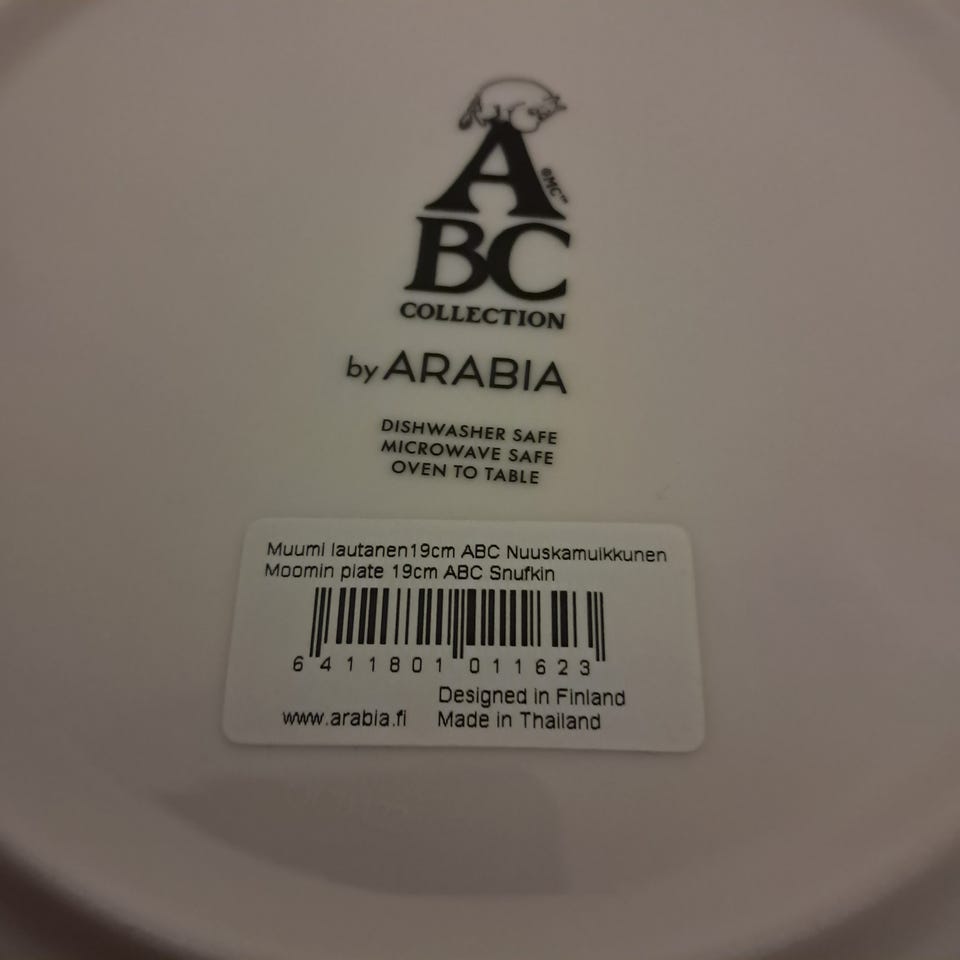 A
©MC™
BC
COLLECTION
by ARABIA
DISHWASHER SAFE
MICROWAVE SAFE
OVEN TO TABLE
Muumi lautanen19cm ABC Nuuskamuikkunen
Moomin plate 19cm ABC Snufkin
6 411801 011623
Designed in Finland
www.arabia.fi Made in Thailand